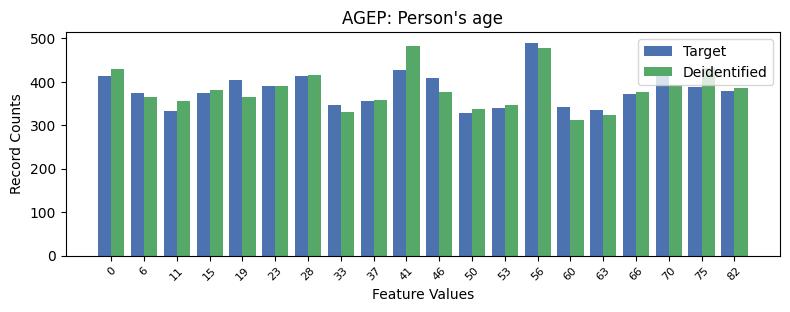 AGEP: Person's age
Target
Deidentified
Record Counts
500
400
300
200
100
0
0 6 11 15 19 23 28 33 37 41 46 50 53 56 60 63 66 70 75 82
Feature Values